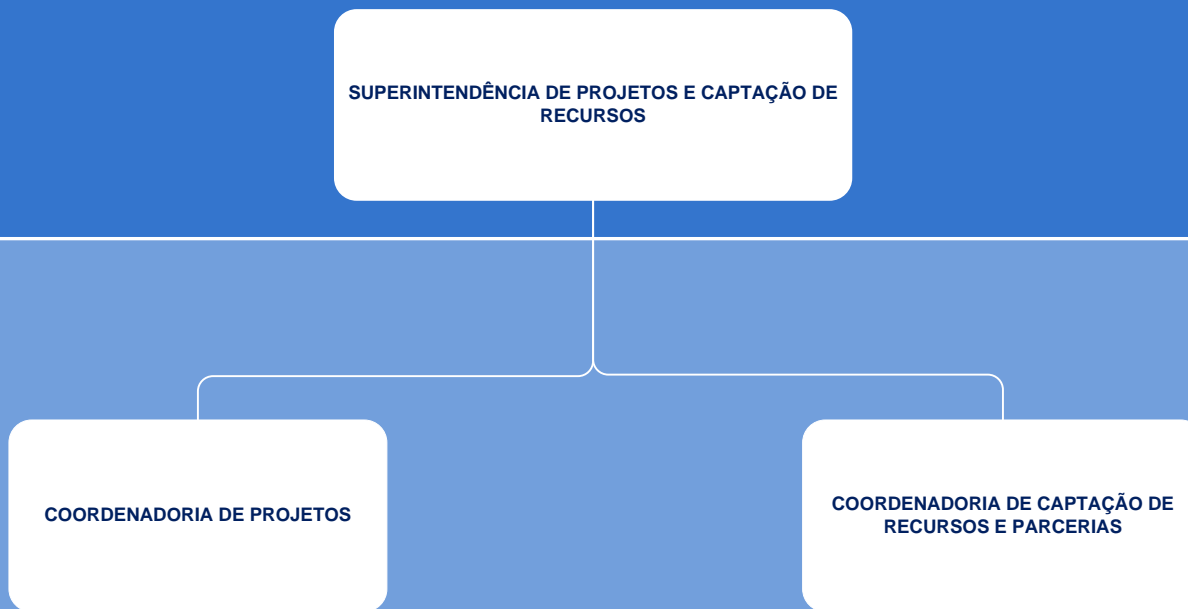 SUPERINTENDÊNCIA DE PROJETOS E CAPTAÇÃO DE
RECURSOS
COORDENADORIA DE PROJETOS
COORDENADORIA DE CAPTAÇÃO DE
RECURSOS E PARCERIAS